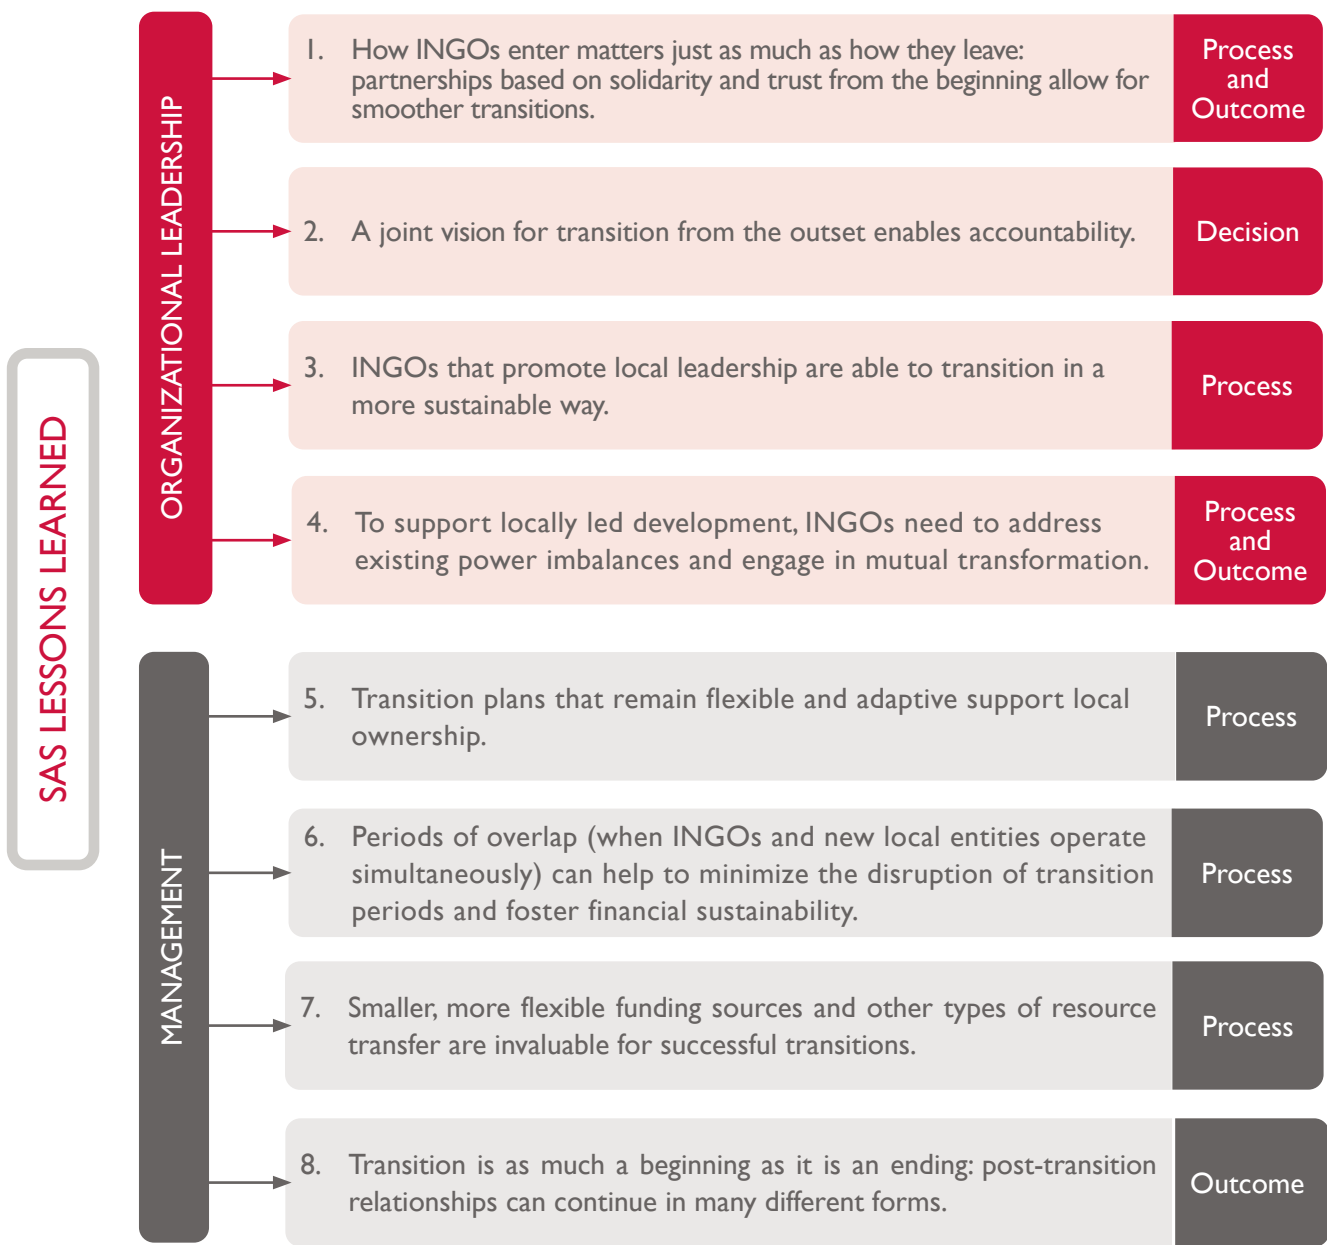 SAS LESSONS LEARNED
ORGANIZATIONAL LEADERSHIP
1. How INGOs enter matters just as much as how they leave:
partnerships based on solidarity and trust from the beginning allow for
smoother transitions.
Process
and
Outcome
2. A joint vision for transition from the outset enables accountability.
Decision
3. INGOs that promote local leadership are able to transition in a
more sustainable way.
Process
4. To support locally led development, INGOs need to address
existing power imbalances and engage in mutual transformation.
Process
and
Outcome
MANAGEMENT
5. Transition plans that remain flexible and adaptive support local
ownership.
Process
6. Periods of overlap (when INGOs and new local entities operate
simultaneously) can help to minimize the disruption of transition
periods and foster financial sustainability.
Process
7. Smaller, more flexible funding sources and other types of resource
transfer are invaluable for successful transitions.
Process
8. Transition is as much a beginning as it is an ending: post-transition
relationships can continue in many different forms.
Outcome